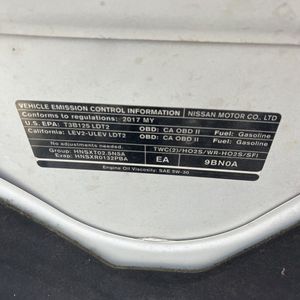 VEHICLE EMISSION CONTROL INFORMATION NISSAN MOTOR CO., LTD
Conforms to regulations: 2017 MY
U.S. EPA: T3B125 LDT2 OBD: CA OBD II Fuel: Gasoline
California: LEV2-ULEV LDT2 OBD: CA OBD II Fuel: Gasoline
No adjustments needed. TWC(2)/HO2S/WR-HO2S/SFI
Group: HNSXT02.5N5A
Evap: HNSXR0132PBA EA 9BN0A
Engine Oil Viscosity: SAE 5W-30